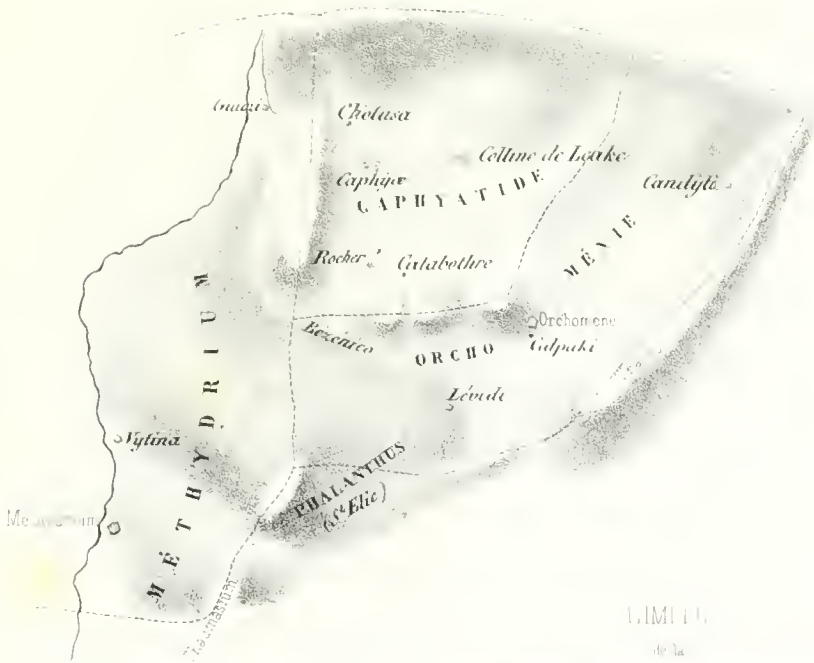 Chotusa
Colline de Leake
Caphyæ
Candyla
CAPHYATIDE
MÉNIE
Rocher
Catabothre
Orchomene
Bezenico
ORCHO
Calpaki
Lévidi
MÉTHYDRIUM
Vytina
PHALANTHUS
(St Elie)
LIMITE
de la